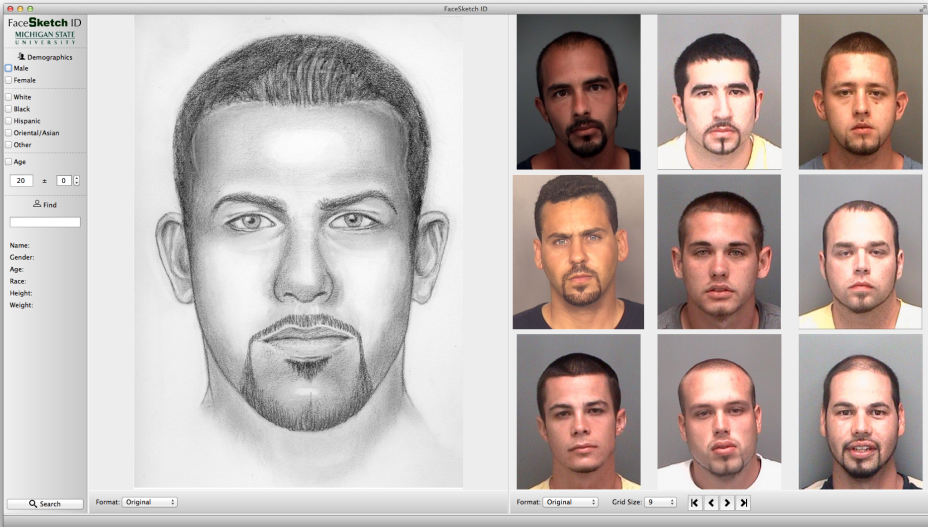 FaceSketch ID
FaceSketch ID
MICHIGAN STATE
UNIVERSITY
Demographics
Male
Female
White
Black
Hispanic
Oriental/Asian
Other
Age
20 ± 0
Find
Name:
Gender:
Age:
Race:
Height:
Weight:
Search
Format: Original
Format: Original Grid Size: 9